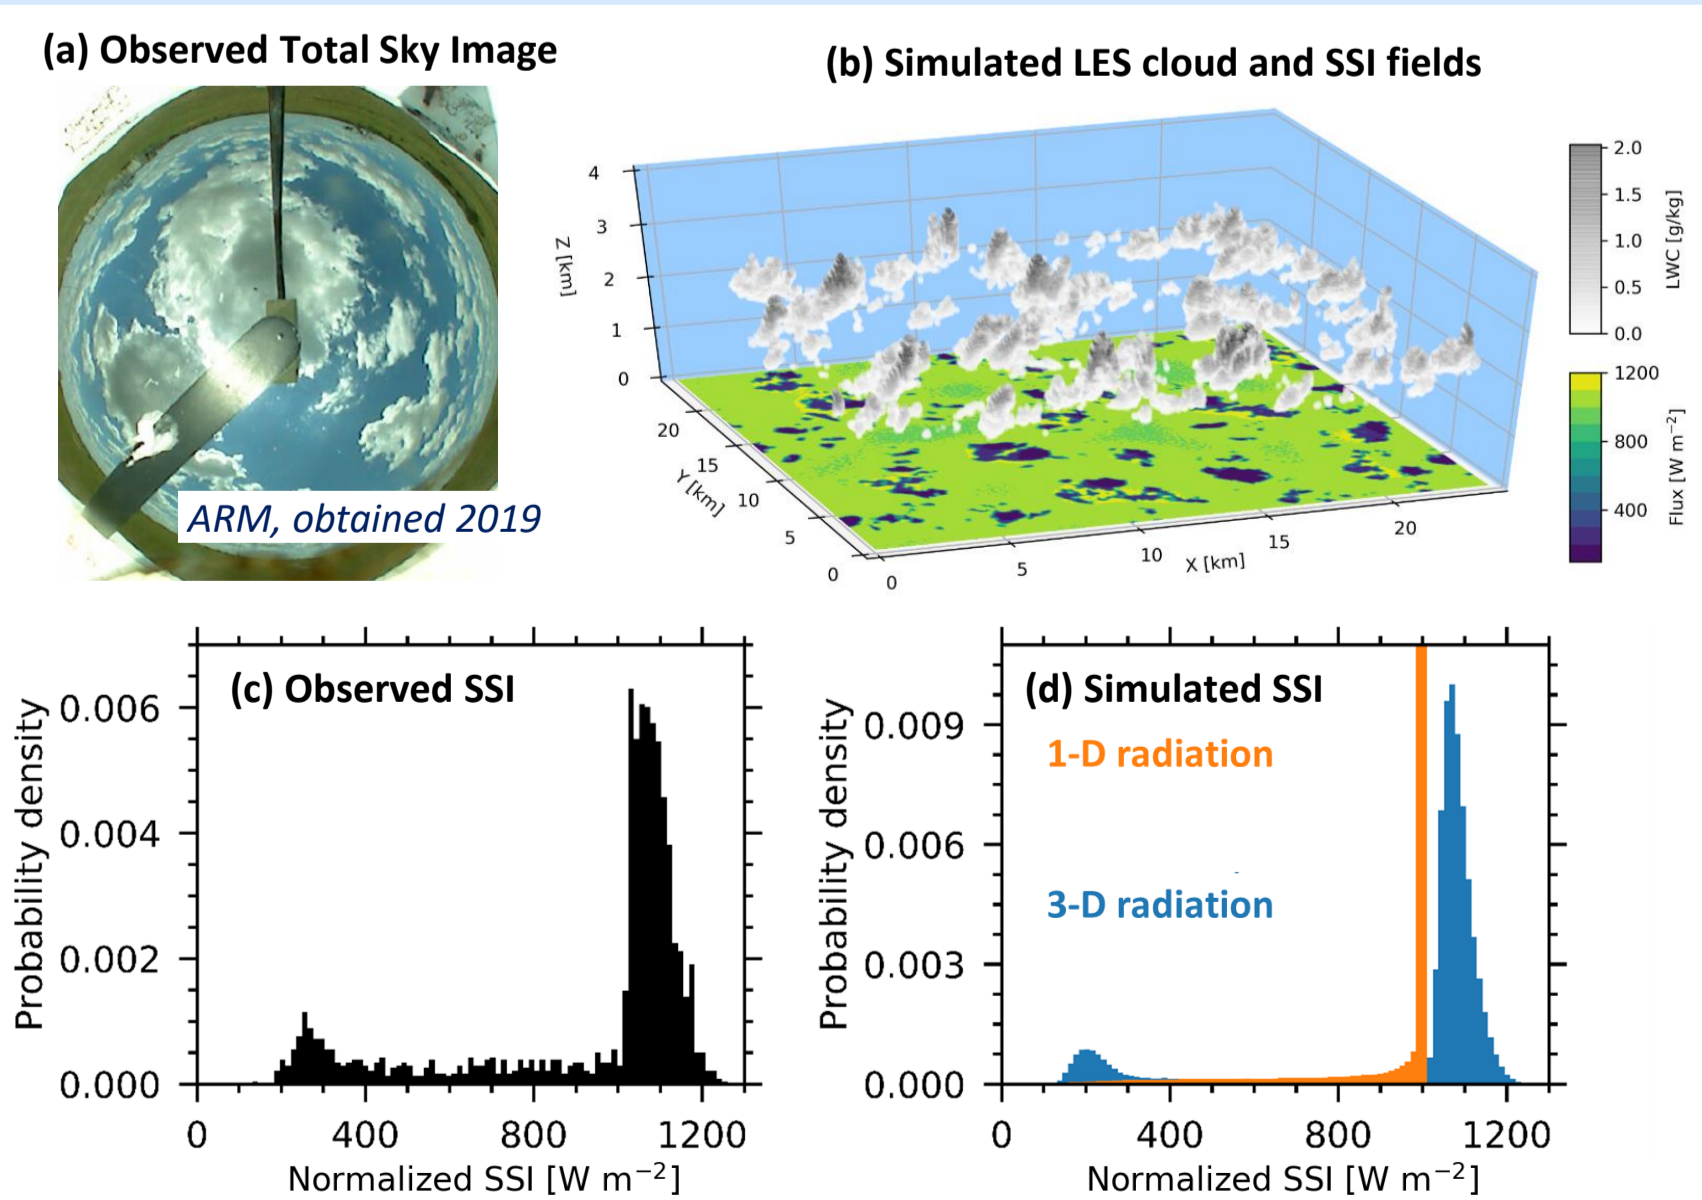 (a) Observed Total Sky Image
ARM, obtained 2019
(b) Simulated LES cloud and SSI fields
4
3
2
1
0
Z [km]
20
15
10
5
0
Y [km]
0
5
10
15
20
X [km]
2.0
1.5
1.0
0.5
0.0
LWC [g/kg]
1200
800
400
Flux [W m⁻²]
(c) Observed SSI
Probability density
0.006
0.004
0.002
0.000
0 400 800 1200
Normalized SSI [W m⁻²]
(d) Simulated SSI
1-D radiation
3-D radiation
Probability density
0.009
0.006
0.003
0.000
0 400 800 1200
Normalized SSI [W m⁻²]